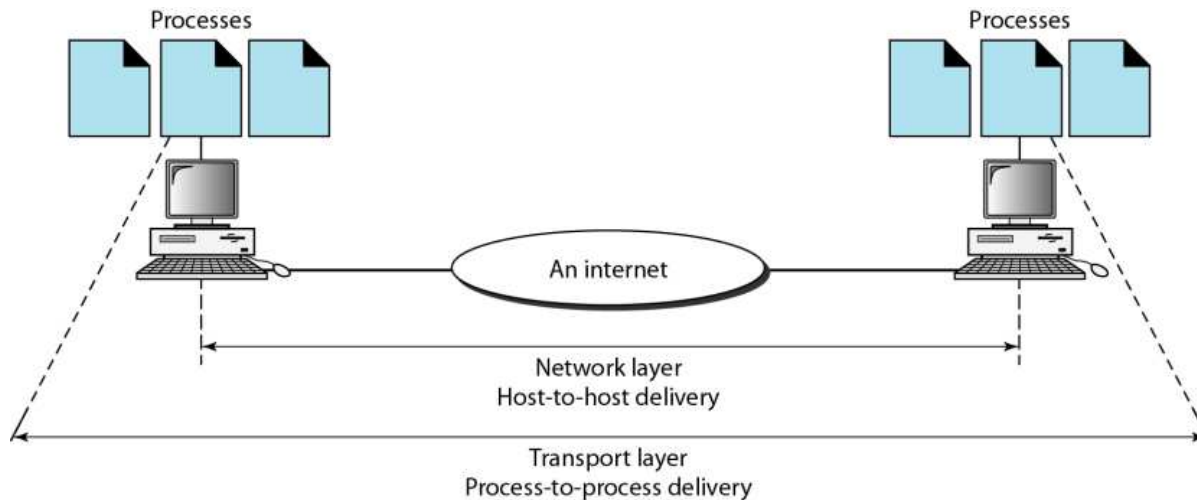 Processes
Processes
An internet
Network layer
Host-to-host delivery
Transport layer
Process-to-process delivery